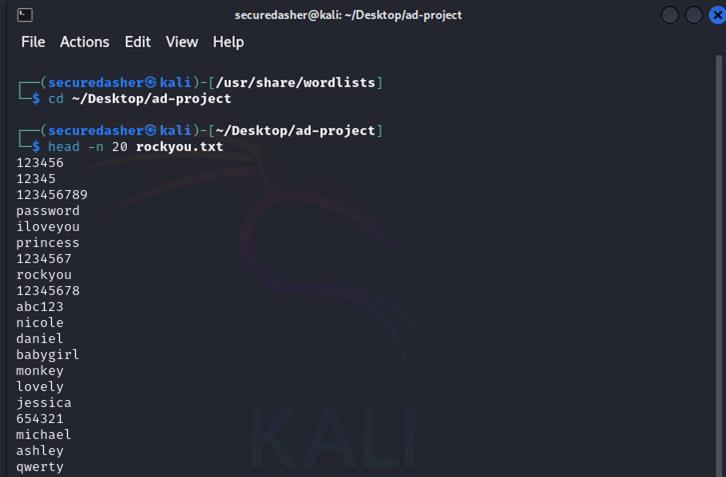 securedasher@kali: ~/Desktop/ad-project
File Actions Edit View Help
┌──(securedasher㉿kali)-[/usr/share/wordlists]
└─$ cd ~/Desktop/ad-project
┌──(securedasher㉿kali)-[~/Desktop/ad-project]
└─$ head -n 20 rockyou.txt
123456
12345
123456789
password
iloveyou
princess
1234567
rockyou
12345678
abc123
nicole
daniel
babygirl
monkey
lovely
jessica
654321
michael
ashley
qwerty
KALI